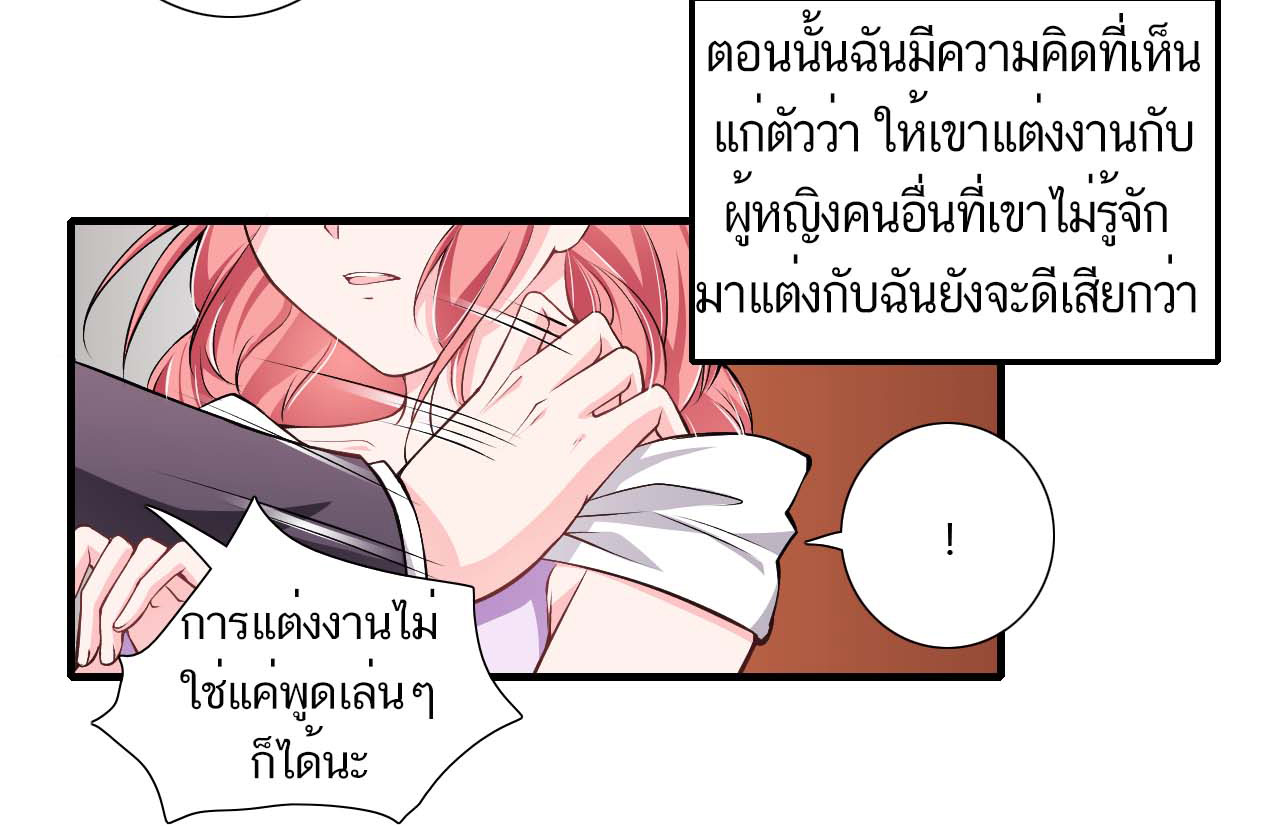 ตอนนั้นฉันมีความคิดที่เห็น
แก่ตัวว่า ให้เขาแต่งงานกับ
ผู้หญิงคนอื่นที่เขาไม่รู้จัก
มาแต่งกับฉันยังจะดีเสียกว่า
!
การแต่งงานไม่
ใช่แค่พูดเล่นๆ
ก็ได้นะ